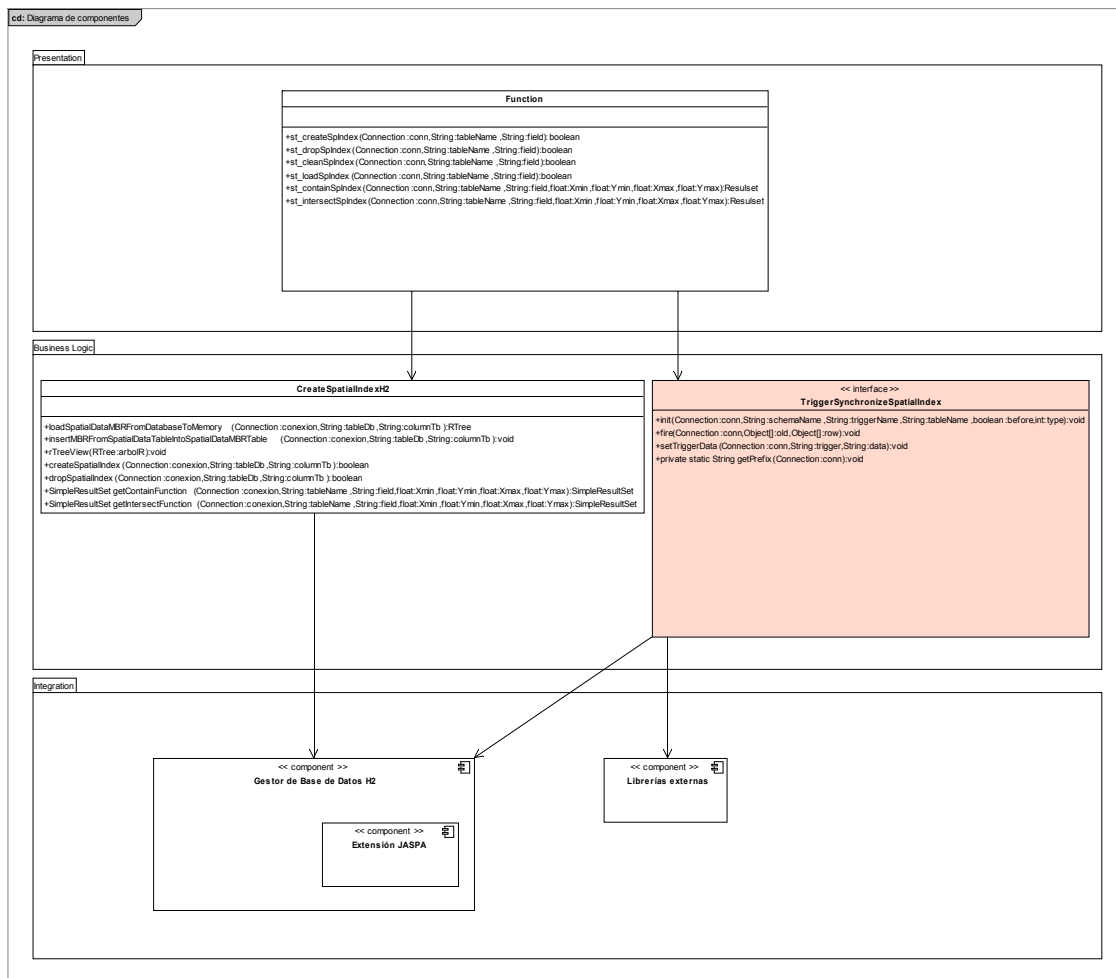 cd: Diagrama de componentes
Presentation
Function
+st_createSpIndex(Connection:conn,String:tableName,String:field):boolean
+st_dropSpIndex(Connection:conn,String:tableName,String:field):boolean
+st_cleanSpIndex(Connection:conn,String:tableName,String:field):boolean
+st_loadSpIndex(Connection:conn,String:tableName,String:field):boolean
+st_containSpIndex(Connection:conn,String:tableName,String:field,float:Xmin,float:Ymin,float:Xmax,float:Ymax):Resulset
+st_intersectSpIndex(Connection:conn,String:tableName,String:field,float:Xmin,float:Ymin,float:Xmax,float:Ymax):Resulset
Business Logic
CreateSpatialIndexH2
+loadSpatialDataMBRFromDatabaseToMemory (Connection:conexion,String:tableDb,String:columnTb):RTree
+insertMBRFromSpatialDataTableIntoSpatialDataMBRTable (Connection:conexion,String:tableDb,String:columnTb):void
+rTreeView(RTree:arbolR):void
+createSpatialIndex(Connection:conexion,String:tableDb,String:columnTb):boolean
+dropSpatialIndex(Connection:conexion,String:tableDb,String:columnTb):boolean
+SimpleResultSet getContainFunction (Connection:conexion,String:tableName,String:field,float:Xmin,float:Ymin,float:Xmax,float:Ymax):SimpleResultSet
+SimpleResultSet getIntersectFunction (Connection:conexion,String:tableName,String:field,float:Xmin,float:Ymin,float:Xmax,float:Ymax):SimpleResultSet
<< interface >>
TriggerSynchronizeSpatialIndex
+init(Connection:conn,String:schemaName,String:triggerName,String:tableName,boolean:before,int:type):void
+fire(Connection:conn,Object[]:old,Object[]:row):void
+setTriggerData(Connection:conn,String:trigger,String:data):void
+private static String getPrefix(Connection:conn):void
Integration
<< component >>
Gestor de Base de Datos H2
<< component >>
Extensión JASPA
<< component >>
Librerías externas